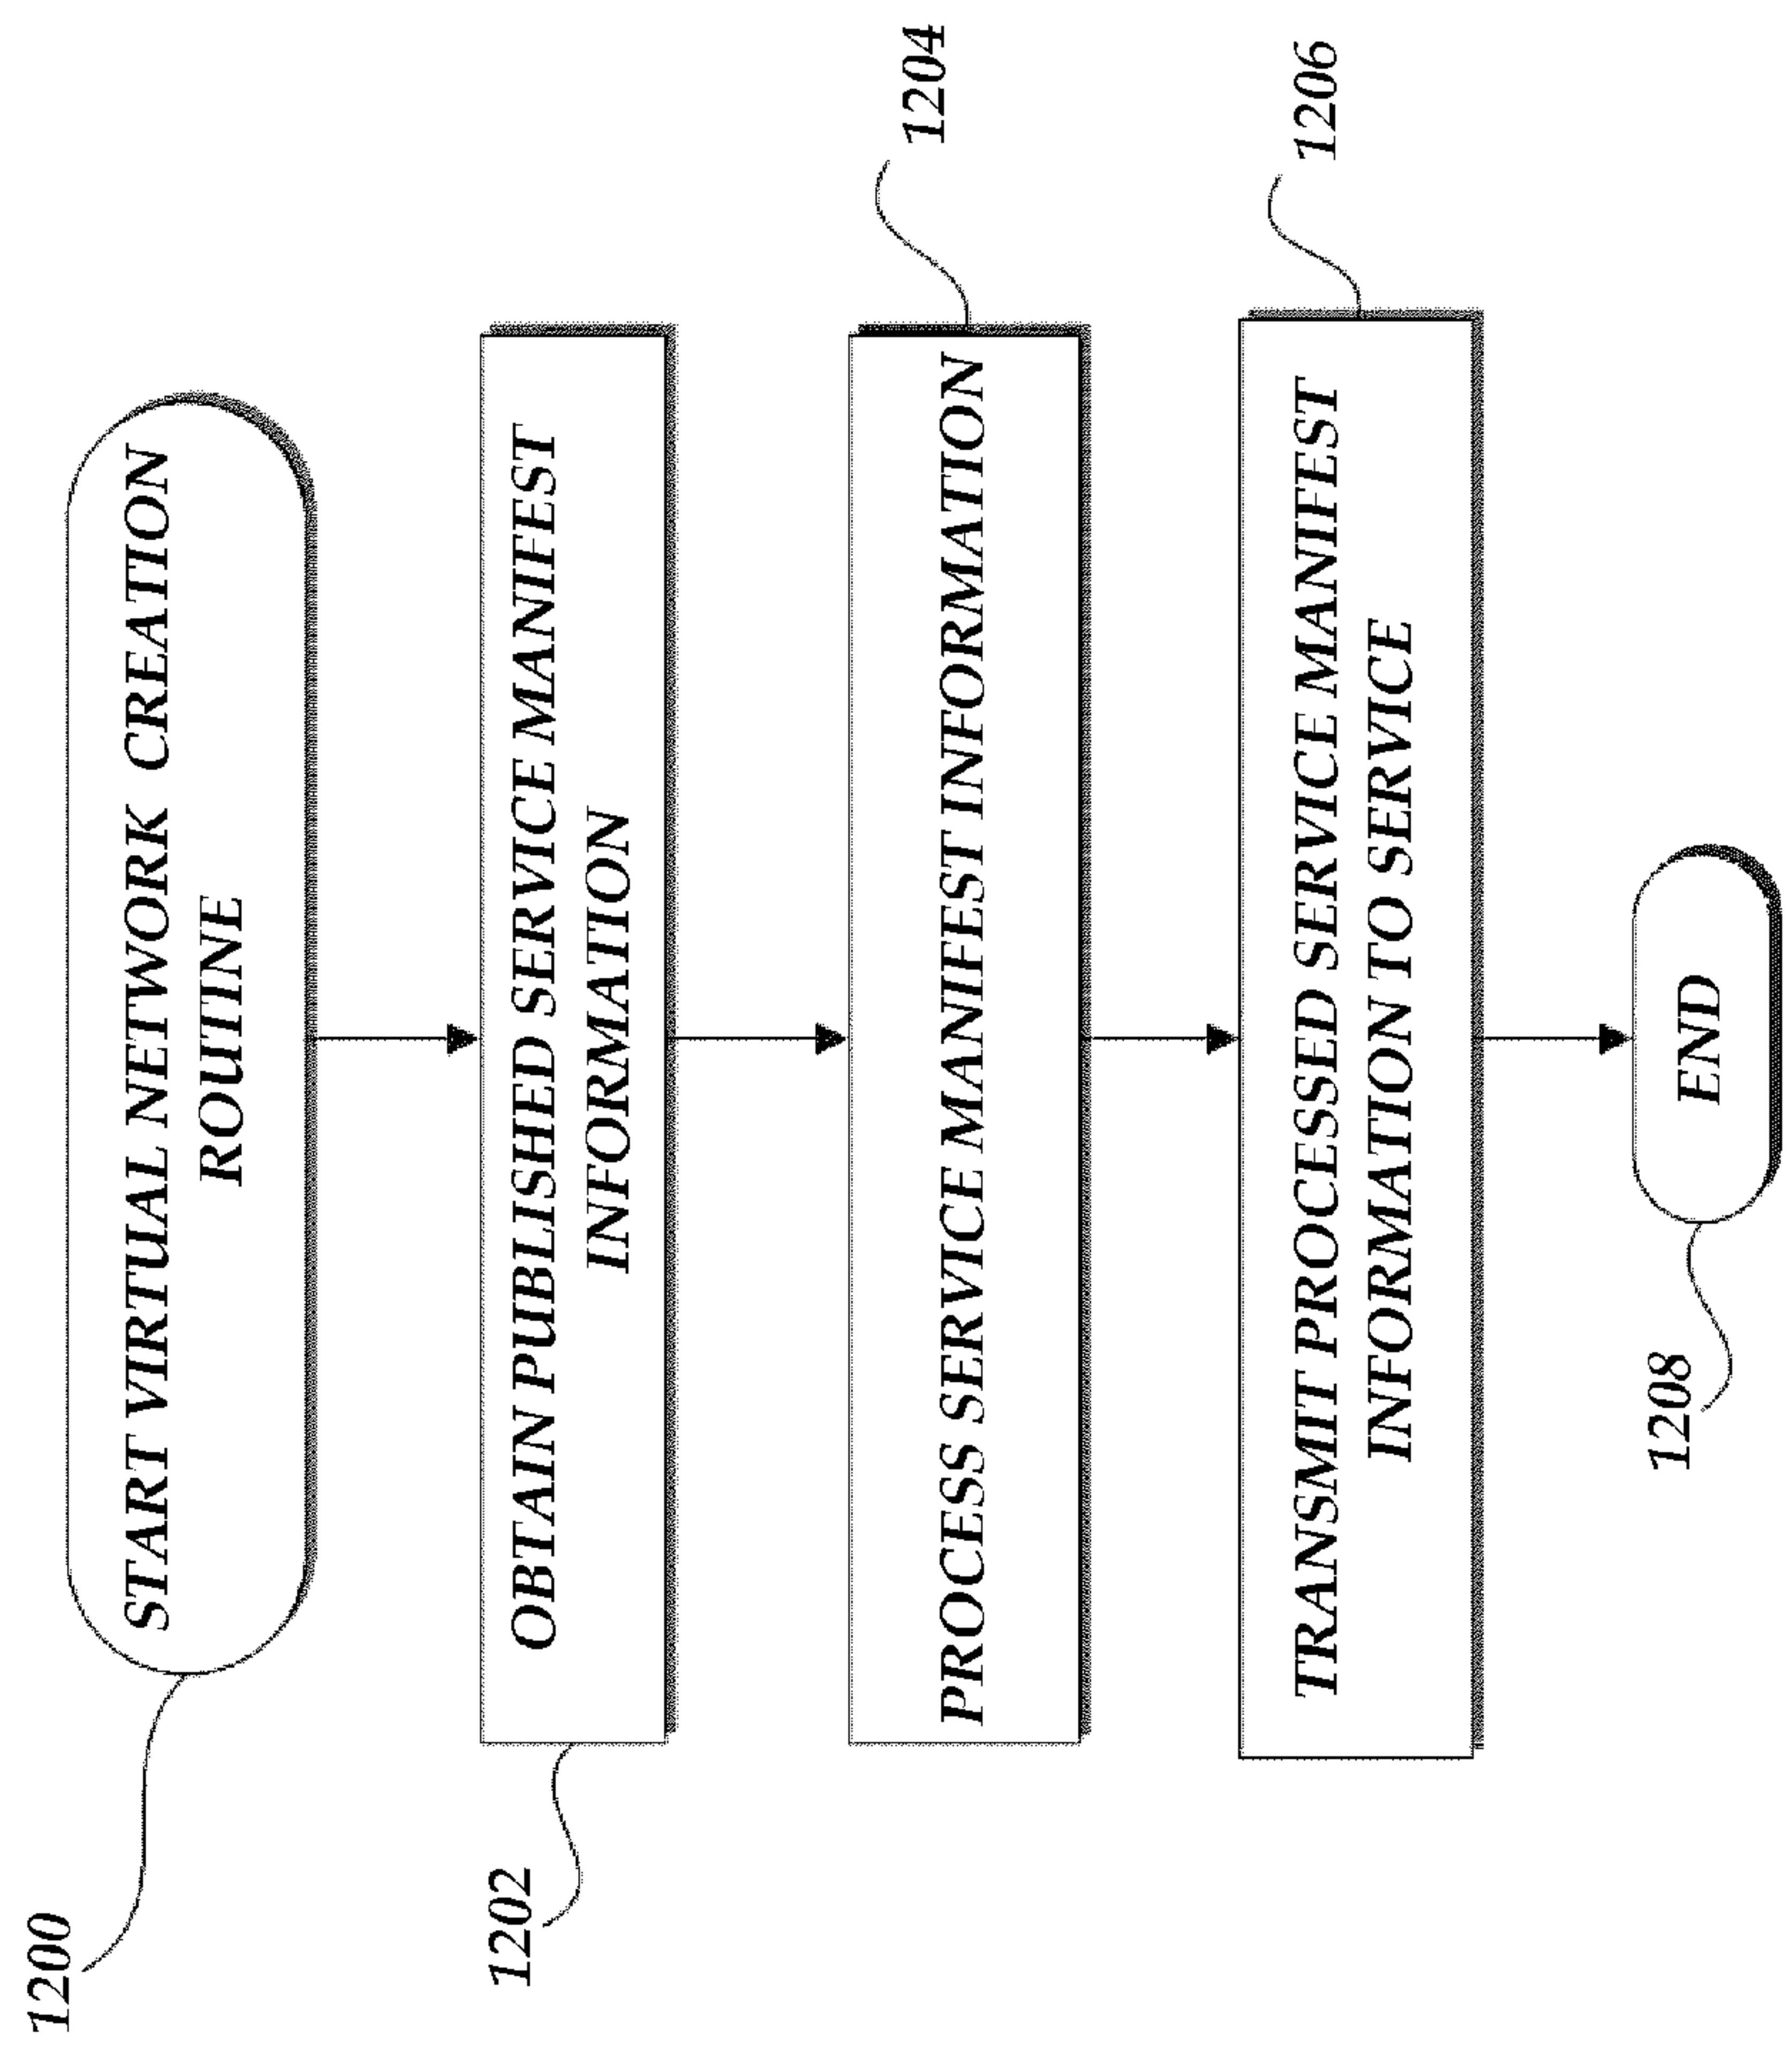 1200
START VIRTUAL NETWORK CREATION
ROUTINE
1202
OBTAIN PUBLISHED SERVICE MANIFEST
INFORMATION
PROCESS SERVICE MANIFEST INFORMATION
1204
TRANSMIT PROCESSED SERVICE MANIFEST
INFORMATION TO SERVICE
1206
1208
END